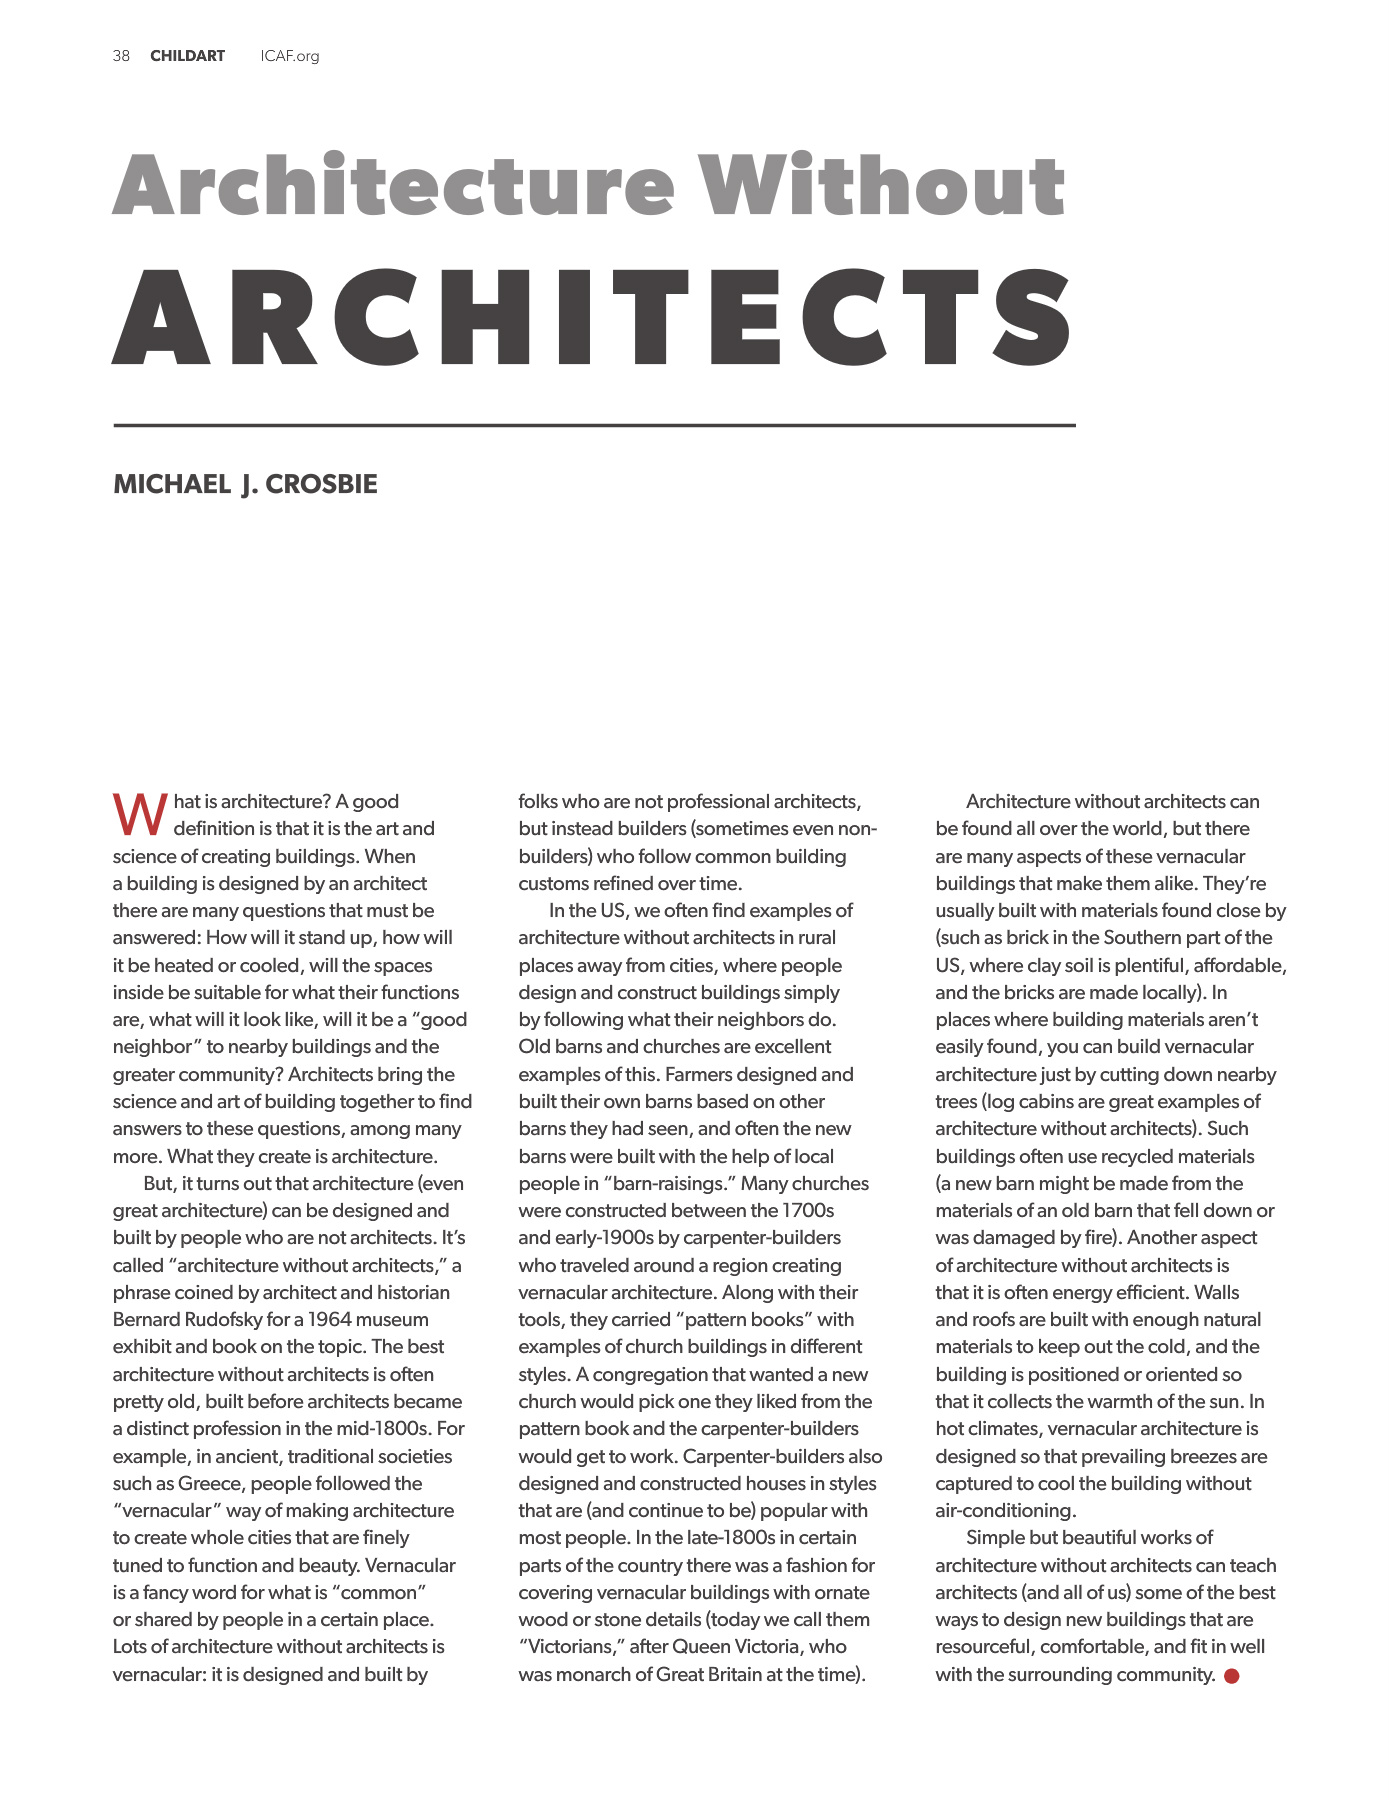 38 CHILDART ICAF.org
Architecture Without
ARCHITECTS
MICHAEL J. CROSBIE
What is architecture? A good
definition is that it is the art and
science of creating buildings. When
a building is designed by an architect
there are many questions that must be
answered: How will it stand up, how will
it be heated or cooled, will the spaces
inside be suitable for what their functions
are, what will it look like, will it be a “good
neighbor” to nearby buildings and the
greater community? Architects bring the
science and art of building together to find
answers to these questions, among many
more. What they create is architecture.
But, it turns out that architecture (even
great architecture) can be designed and
built by people who are not architects. It’s
called “architecture without architects,” a
phrase coined by architect and historian
Bernard Rudofsky for a 1964 museum
exhibit and book on the topic. The best
architecture without architects is often
pretty old, built before architects became
a distinct profession in the mid-1800s. For
example, in ancient, traditional societies
such as Greece, people followed the
“vernacular” way of making architecture
to create whole cities that are finely
tuned to function and beauty. Vernacular
is a fancy word for what is “common”
or shared by people in a certain place.
Lots of architecture without architects is
vernacular: it is designed and built by
folks who are not professional architects,
but instead builders (sometimes even non-
builders) who follow common building
customs refined over time.
In the US, we often find examples of
architecture without architects in rural
places away from cities, where people
design and construct buildings simply
by following what their neighbors do.
Old barns and churches are excellent
examples of this. Farmers designed and
built their own barns based on other
barns they had seen, and often the new
barns were built with the help of local
people in “barn-raisings.” Many churches
were constructed between the 1700s
and early-1900s by carpenter-builders
who traveled around a region creating
vernacular architecture. Along with their
tools, they carried “pattern books” with
examples of church buildings in different
styles. A congregation that wanted a new
church would pick one they liked from the
pattern book and the carpenter-builders
would get to work. Carpenter-builders also
designed and constructed houses in styles
that are (and continue to be) popular with
most people. In the late-1800s in certain
parts of the country there was a fashion for
covering vernacular buildings with ornate
wood or stone details (today we call them
“Victorians,” after Queen Victoria, who
was monarch of Great Britain at the time).
Architecture without architects can
be found all over the world, but there
are many aspects of these vernacular
buildings that make them alike. They’re
usually built with materials found close by
(such as brick in the Southern part of the
US, where clay soil is plentiful, affordable,
and the bricks are made locally). In
places where building materials aren’t
easily found, you can build vernacular
architecture just by cutting down nearby
trees (log cabins are great examples of
architecture without architects). Such
buildings often use recycled materials
(a new barn might be made from the
materials of an old barn that fell down or
was damaged by fire). Another aspect
of architecture without architects is
that it is often energy efficient. Walls
and roofs are built with enough natural
materials to keep out the cold, and the
building is positioned or oriented so
that it collects the warmth of the sun. In
hot climates, vernacular architecture is
designed so that prevailing breezes are
captured to cool the building without
air-conditioning.
Simple but beautiful works of
architecture without architects can teach
architects (and all of us) some of the best
ways to design new buildings that are
resourceful, comfortable, and fit in well
with the surrounding community.